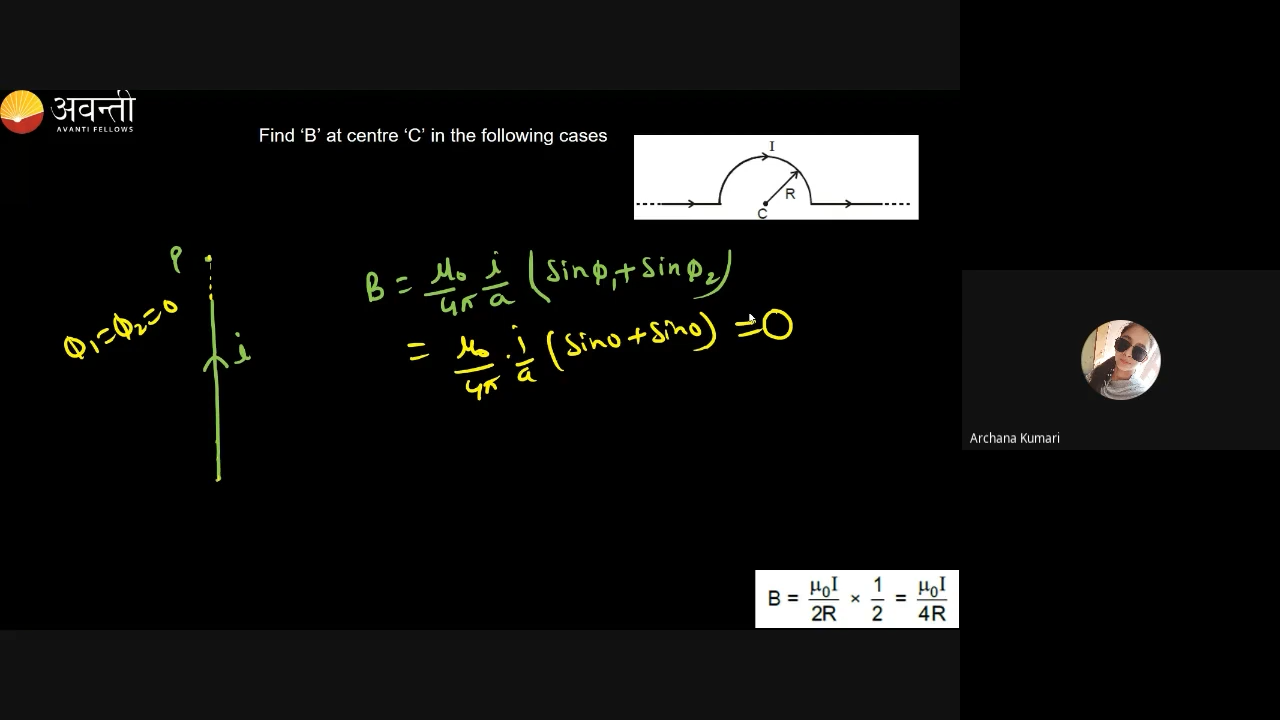 अवन्ती
AVANTI FELLOWS
Find ‘B’ at centre ‘C’ in the following cases
I
R
C
P
i
φ₁=φ₂=0
B = μ₀/4π i/a (sinφ₁+sinφ₂)
= μ₀/4π · i/a (sin0+sin0) =0
Archana Kumari
B = μ₀I/2R × 1/2 = μ₀I/4R